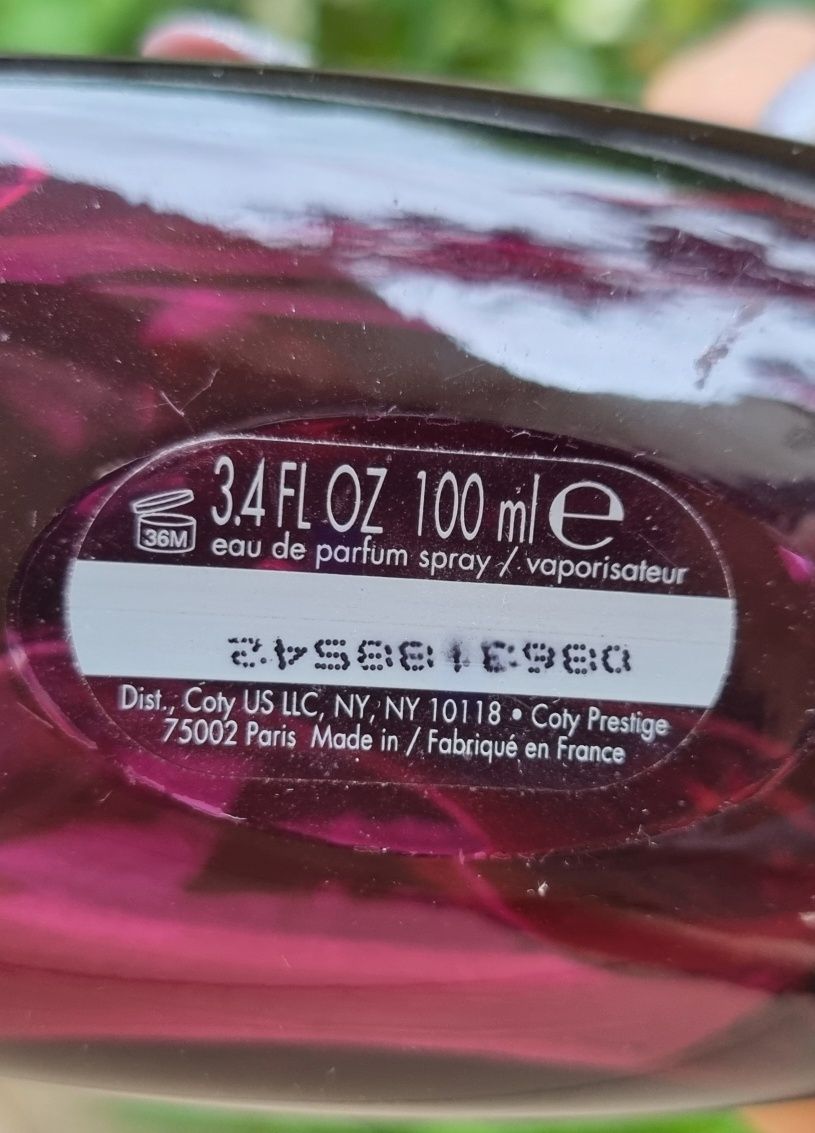 36M
3.4 FL OZ 100 ml e
eau de parfum spray / vaporisateur
Dist., Coty US LLC, NY, NY 10118 • Coty Prestige
75002 Paris Made in / Fabriqué en France